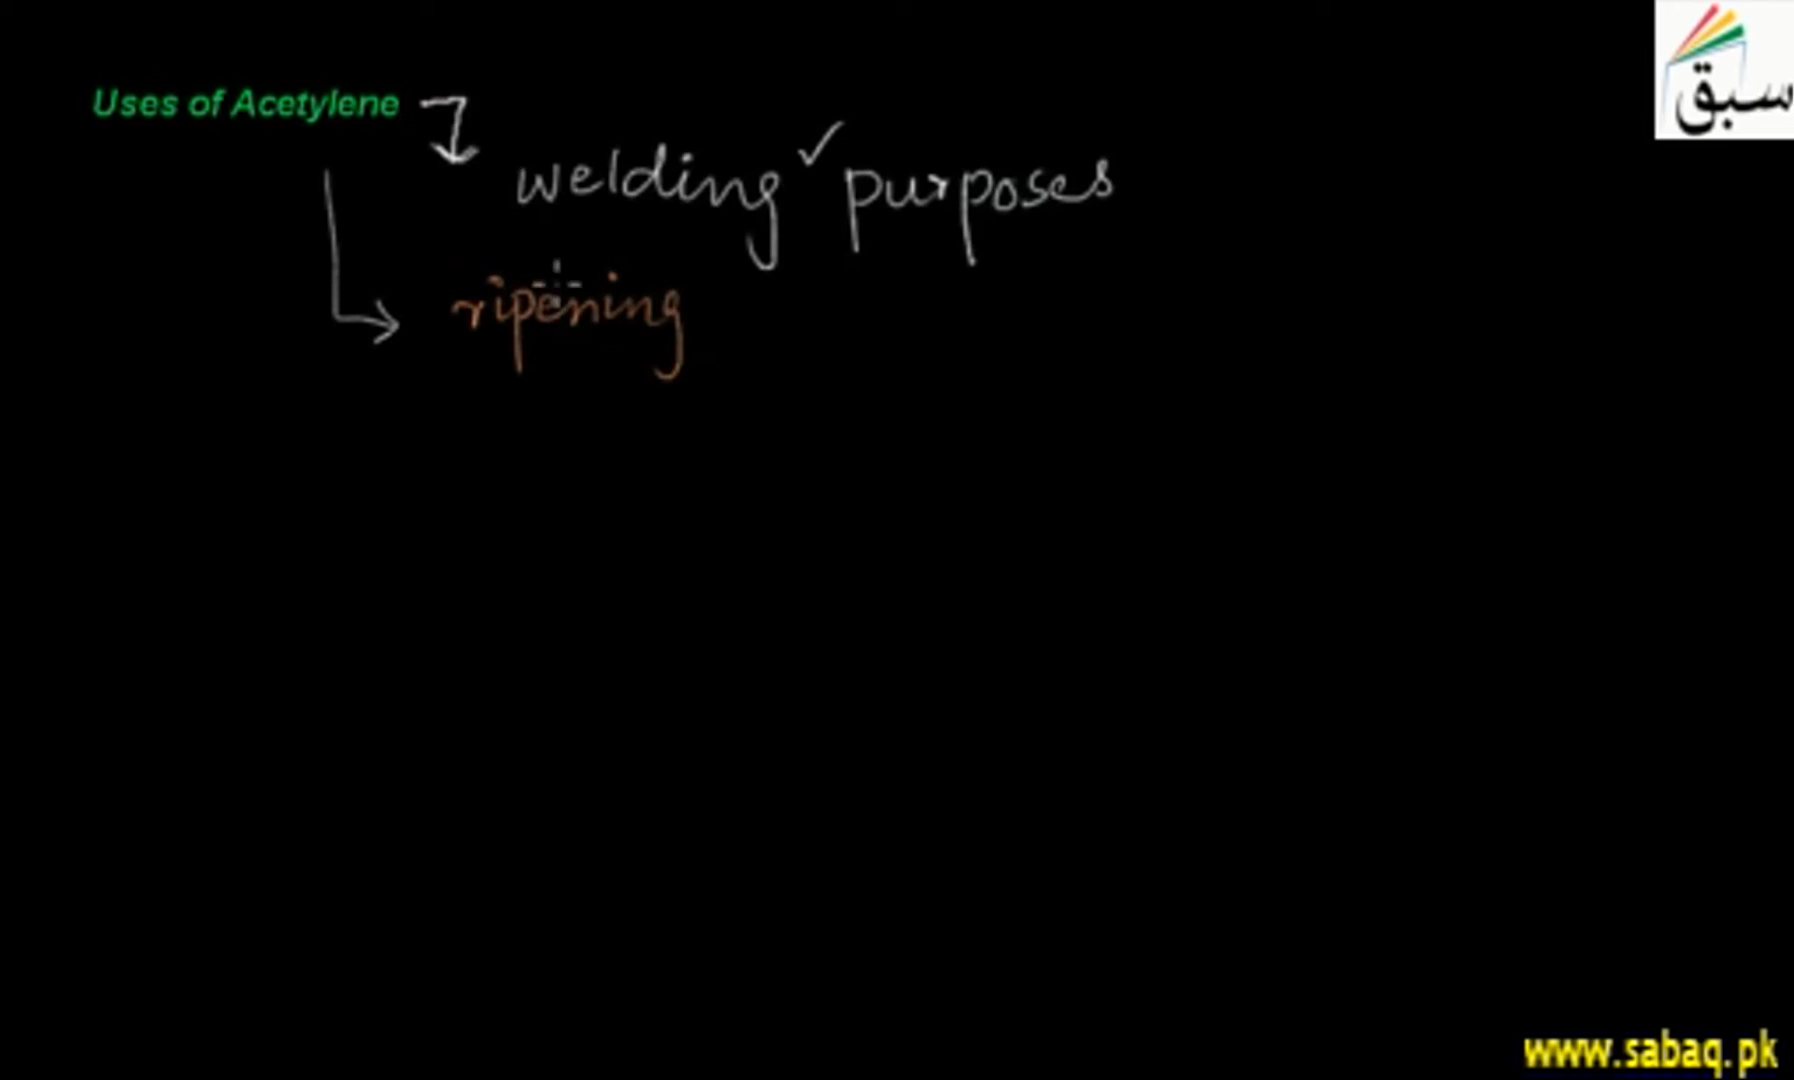 سبق
Uses of Acetylene
welding purposes
ripening
www.sabaq.pk